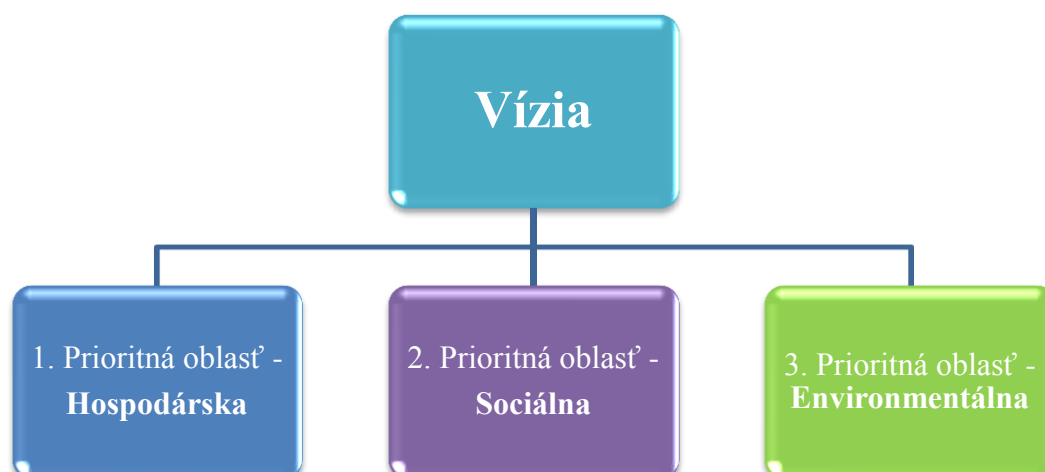 Vízia
1. Prioritná oblasť -
Hospodárska
2. Prioritná oblasť -
Sociálna
3. Prioritná oblasť -
Environmentálna